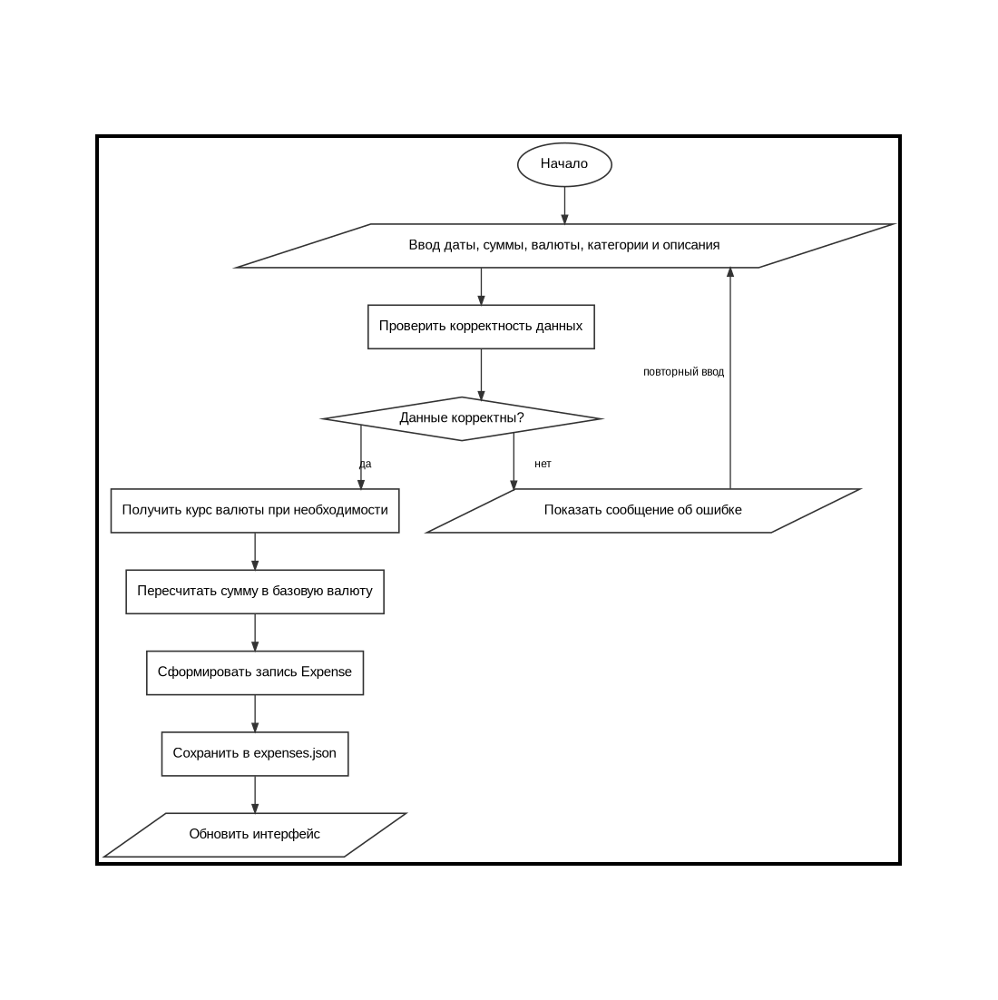 Начало
Ввод даты, суммы, валюты, категории и описания
Проверить корректность данных
повторный ввод
Данные корректны?
да
нет
Получить курс валюты при необходимости
Показать сообщение об ошибке
Пересчитать сумму в базовую валюту
Сформировать запись Expense
Сохранить в expenses.json
Обновить интерфейс